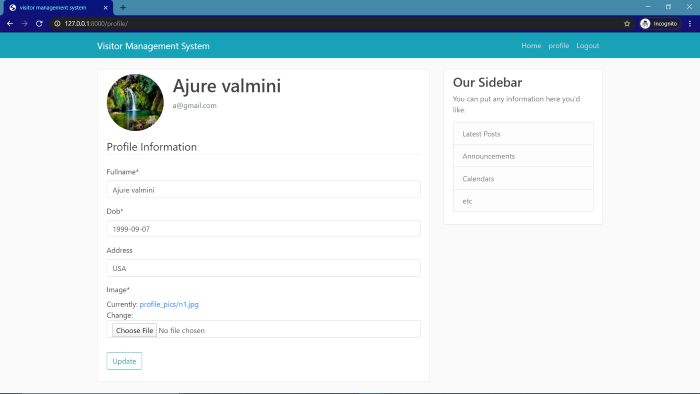 visitor management system
127.0.0.1:8000/profile/
Incognito
Visitor Management System
Home profile Logout
Ajure valmini
a@gmail.com
Profile Information
Fullname*
Ajure valmini
Dob*
1999-09-07
Address
USA
Image*
Currently: profile_pics/n1.jpg
Change:
Choose File No file chosen
Update
Our Sidebar
You can put any information here you'd
like.
Latest Posts
Announcements
Calendars
etc